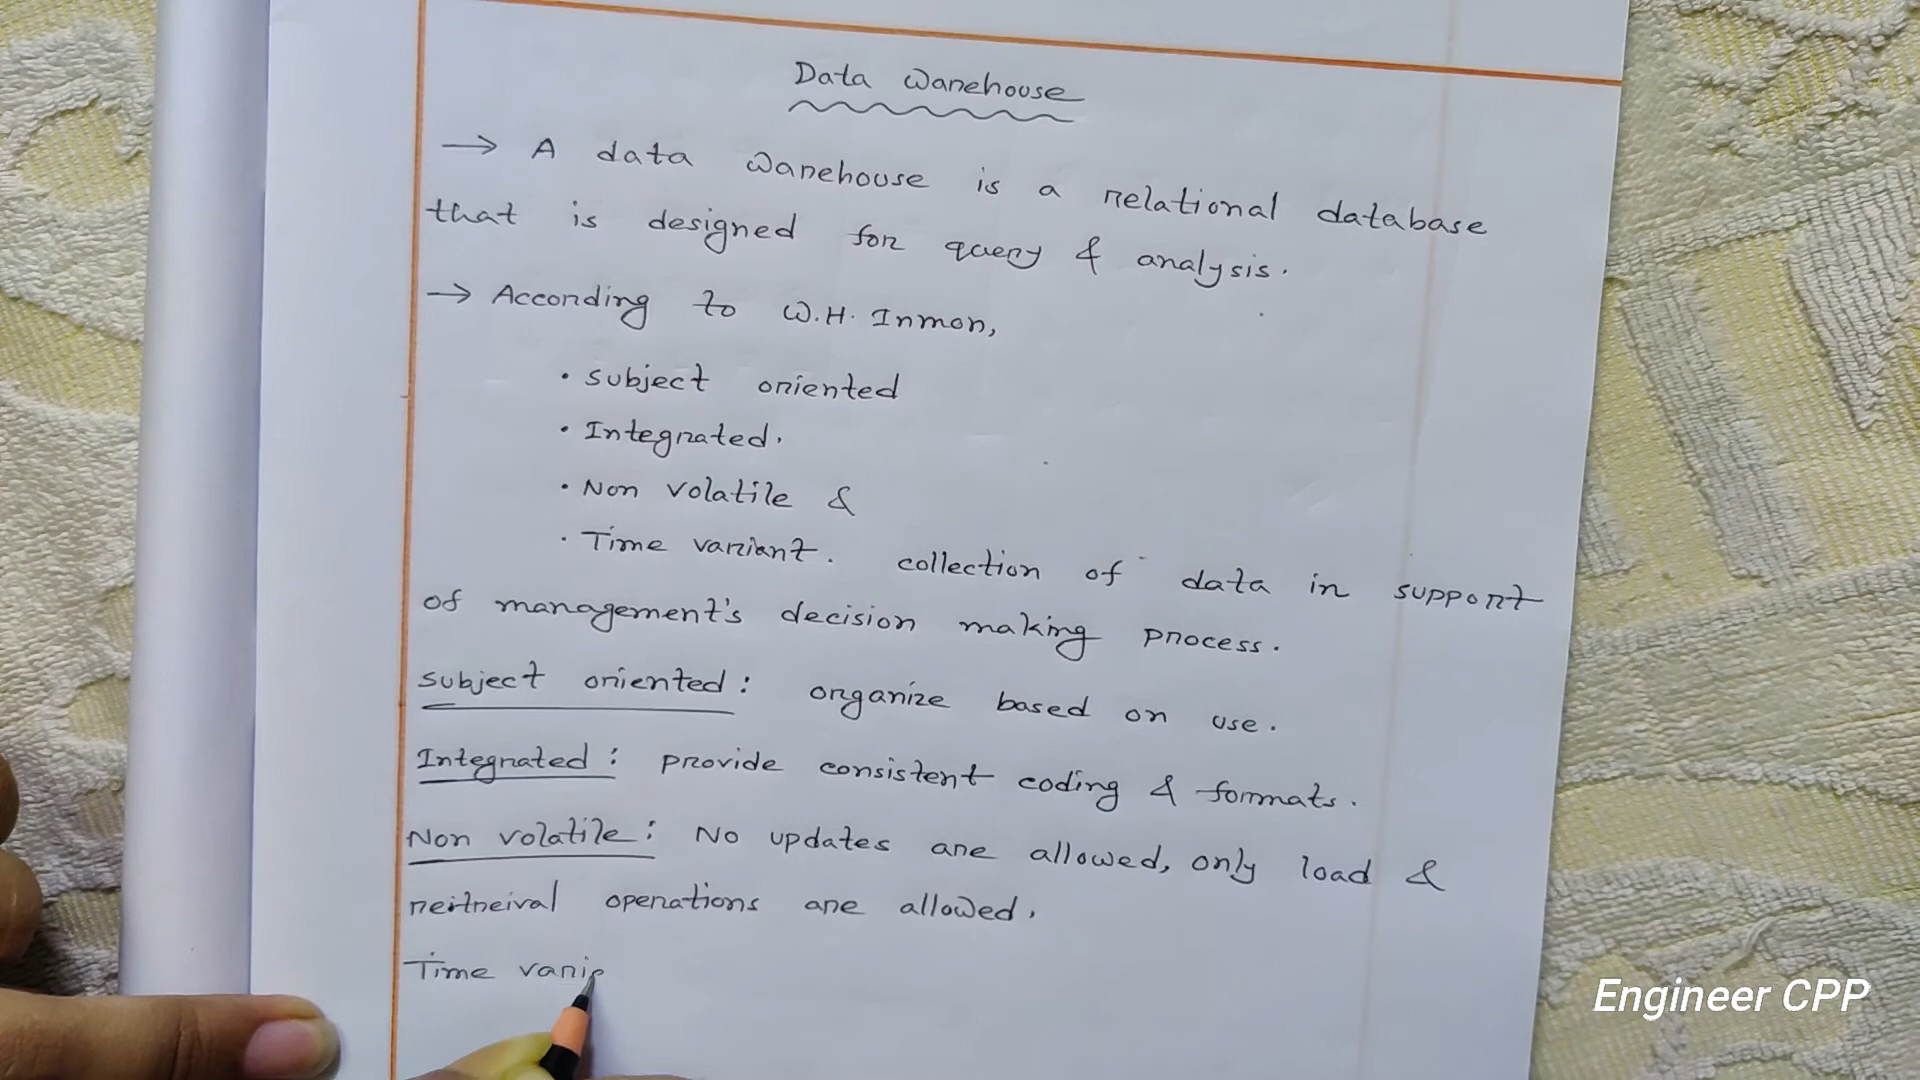 Data Warehouse
→ A data warehouse is a relational database
that is designed for query & analysis.
→ According to W.H. Inmon,
• subject oriented
• Integrated.
• Non volatile &
• Time variant. collection of data in support
of management's decision making process.
subject oriented: organize based on use.
Integrated: provide consistent coding & formats.
Non volatile: No updates are allowed, only load &
reitreival operations are allowed.
Time varia
Engineer CPP